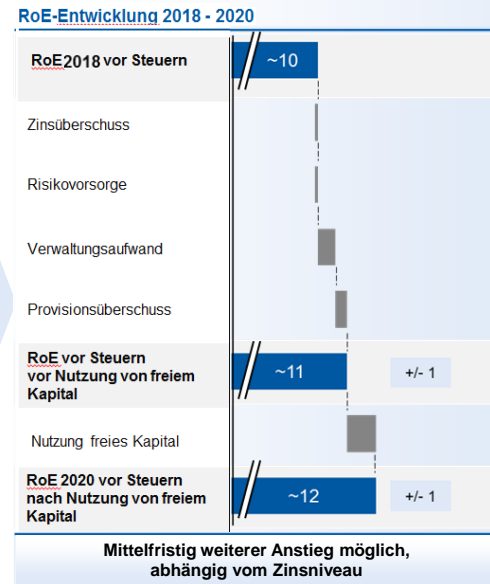 RoE-Entwicklung 2018 - 2020
RoE2018 vor Steuern
~10
Zinsüberschuss
Risikovorsorge
Verwaltungsaufwand
Provisionsüberschuss
RoE vor Steuern
vor Nutzung von freiem
Kapital
~11
+/- 1
Nutzung freies Kapital
RoE 2020 vor Steuern
nach Nutzung von freiem
Kapital
~12
+/- 1
Mittelfristig weiterer Anstieg möglich,
abhängig vom Zinsniveau